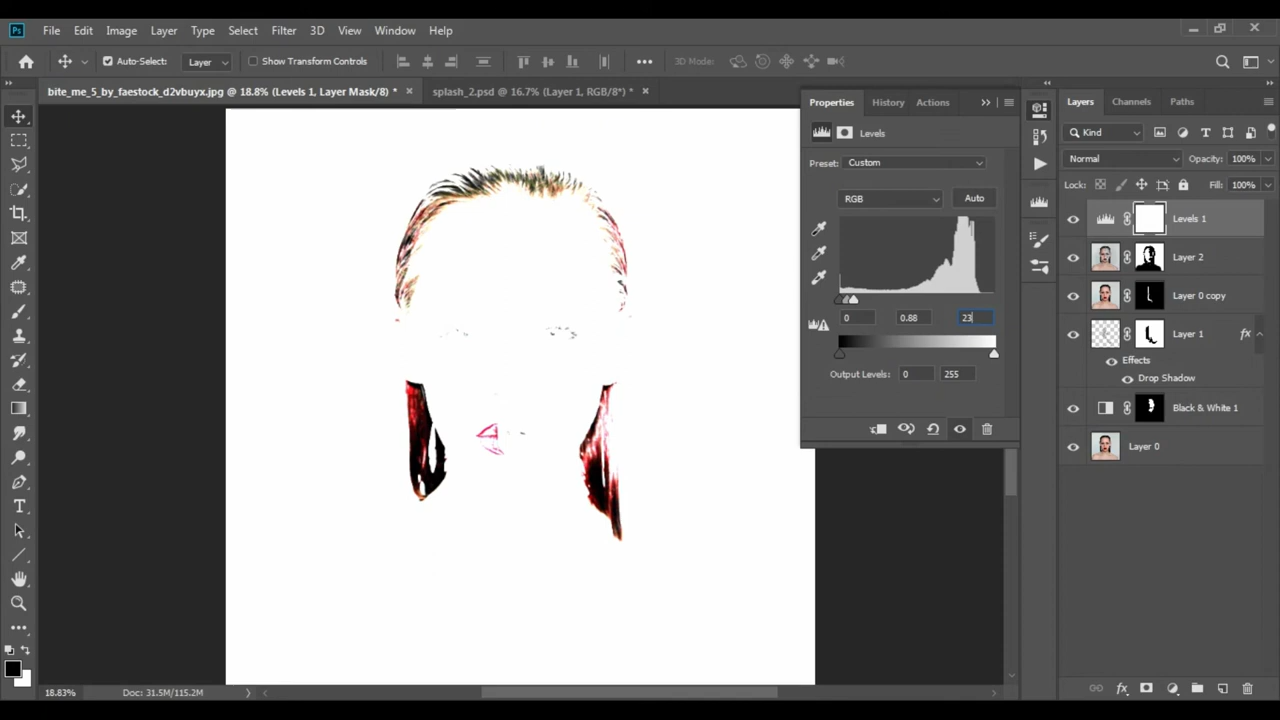 Ps File Edit Image Layer Type Select Filter 3D View Window Help
Auto-Select: Layer Show Transform Controls 3D Mode:
bite_me_5_by_faestock_d2vbuyx.jpg @ 18.8% (Levels 1, Layer Mask/8) * splash_2.psd @ 16.7% (Layer 1, RGB/8*) *
Properties History Actions
Levels
Preset: Custom
RGB Auto
0 0.88 23
Output Levels: 0 255
Layers Channels Paths
Kind
Normal Opacity: 100%
Lock: Fill: 100%
Levels 1
Layer 2
Layer 0 copy
Layer 1 fx
Effects
Drop Shadow
Black & White 1
Layer 0
T
18.83% Doc: 31.5M/115.2M
fx